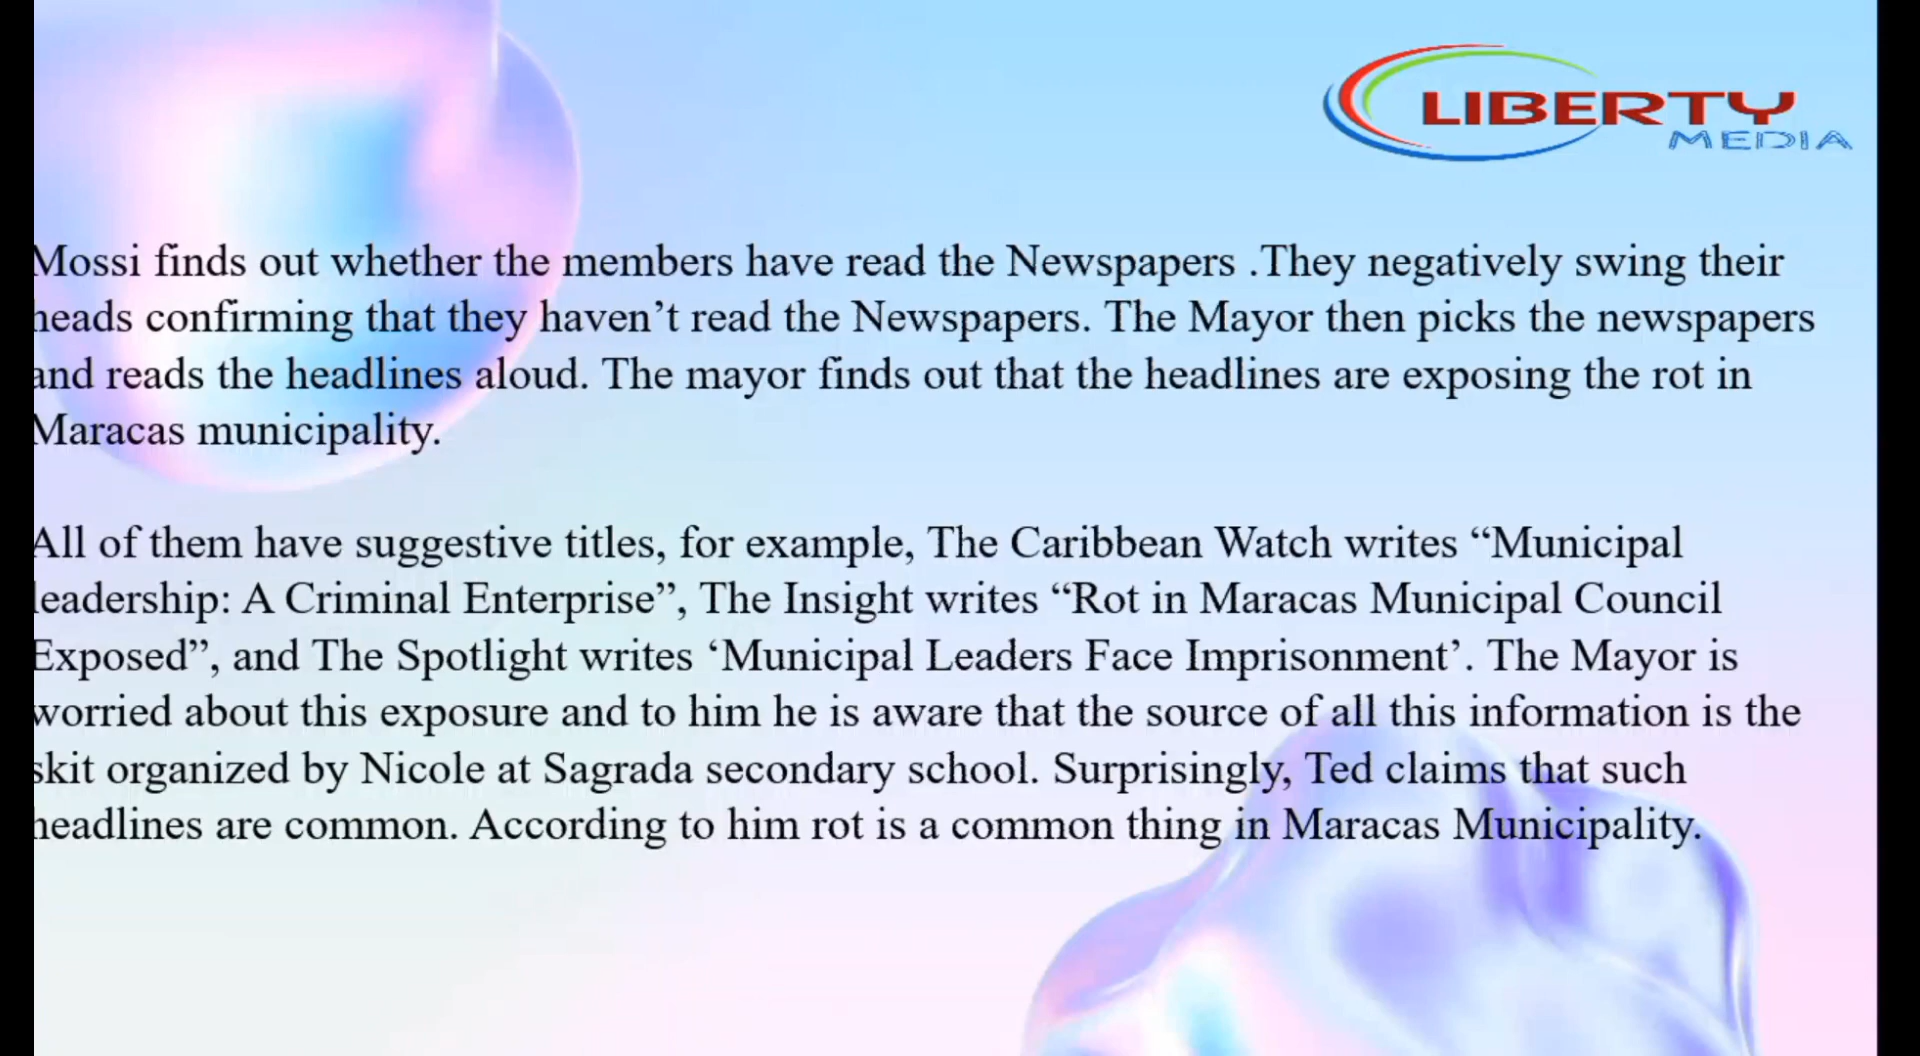 LIBERTY
MEDIA
Mossi finds out whether the members have read the Newspapers .They negatively swing their
heads confirming that they haven’t read the Newspapers. The Mayor then picks the newspapers
and reads the headlines aloud. The mayor finds out that the headlines are exposing the rot in
Maracas municipality.
All of them have suggestive titles, for example, The Caribbean Watch writes “Municipal
leadership: A Criminal Enterprise”, The Insight writes “Rot in Maracas Municipal Council
Exposed”, and The Spotlight writes ‘Municipal Leaders Face Imprisonment’. The Mayor is
worried about this exposure and to him he is aware that the source of all this information is the
skit organized by Nicole at Sagrada secondary school. Surprisingly, Ted claims that such
headlines are common. According to him rot is a common thing in Maracas Municipality.